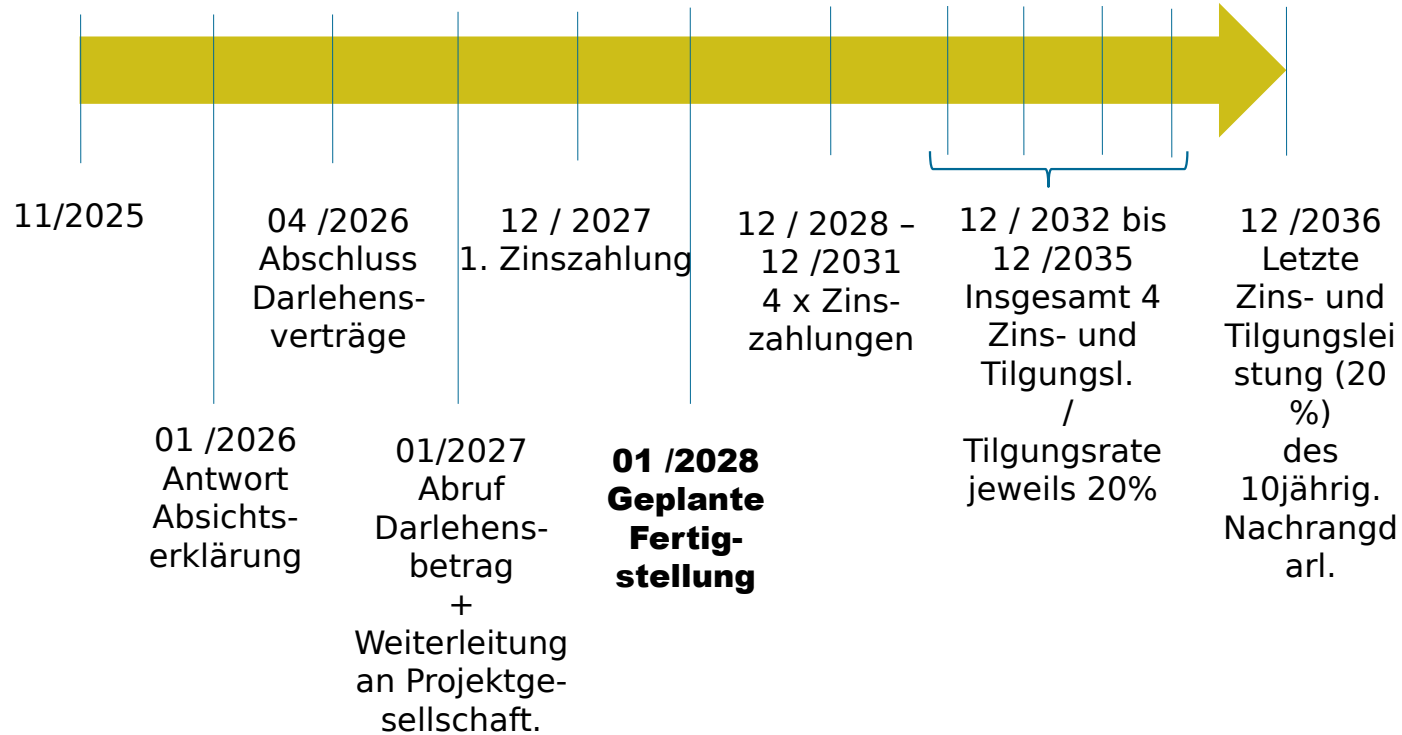 11/2025
01 /2026
Antwort
Absichts-
erklärung
04 /2026
Abschluss
Darlehens-
verträge
01/2027
Abruf
Darlehens-
betrag
+
Weiterleitung
an Projektge-
sellschaft.
12 / 2027
1. Zinszahlung
01 /2028
Geplante
Fertig-
stellung
12 / 2028 –
12 /2031
4 x Zins-
zahlungen
12 / 2032 bis
12 /2035
Insgesamt 4
Zins- und
Tilgungsl.
/
Tilgungsrate
jeweils 20%
12 /2036
Letzte
Zins- und
Tilgungslei
stung (20
%)
des
10jährig.
Nachrangd
arl.